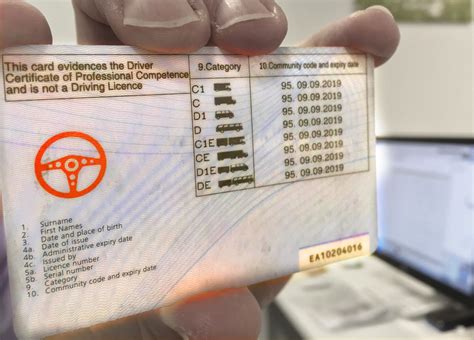 This card evidences the Driver
Certificate of Professional Competence
and is not a Driving Licence
9.Category 10.Community code and expiry date
C1 95. 09.09.2019
C 95. 09.09.2019
D1 95. 09.09.2019
D 95. 09.09.2019
C1E 95. 09.09.2019
CE 95. 09.09.2019
D1E 95. 09.09.2019
DE 95. 09.09.2019
1. Surname
2. First Names
3. Date and place of birth
4a. Date of issue
4b. Administrative expiry date
4c. Issued by
5a. Licence number
5b. Serial number
9. Category
10. Community code and expiry date
EA10204016